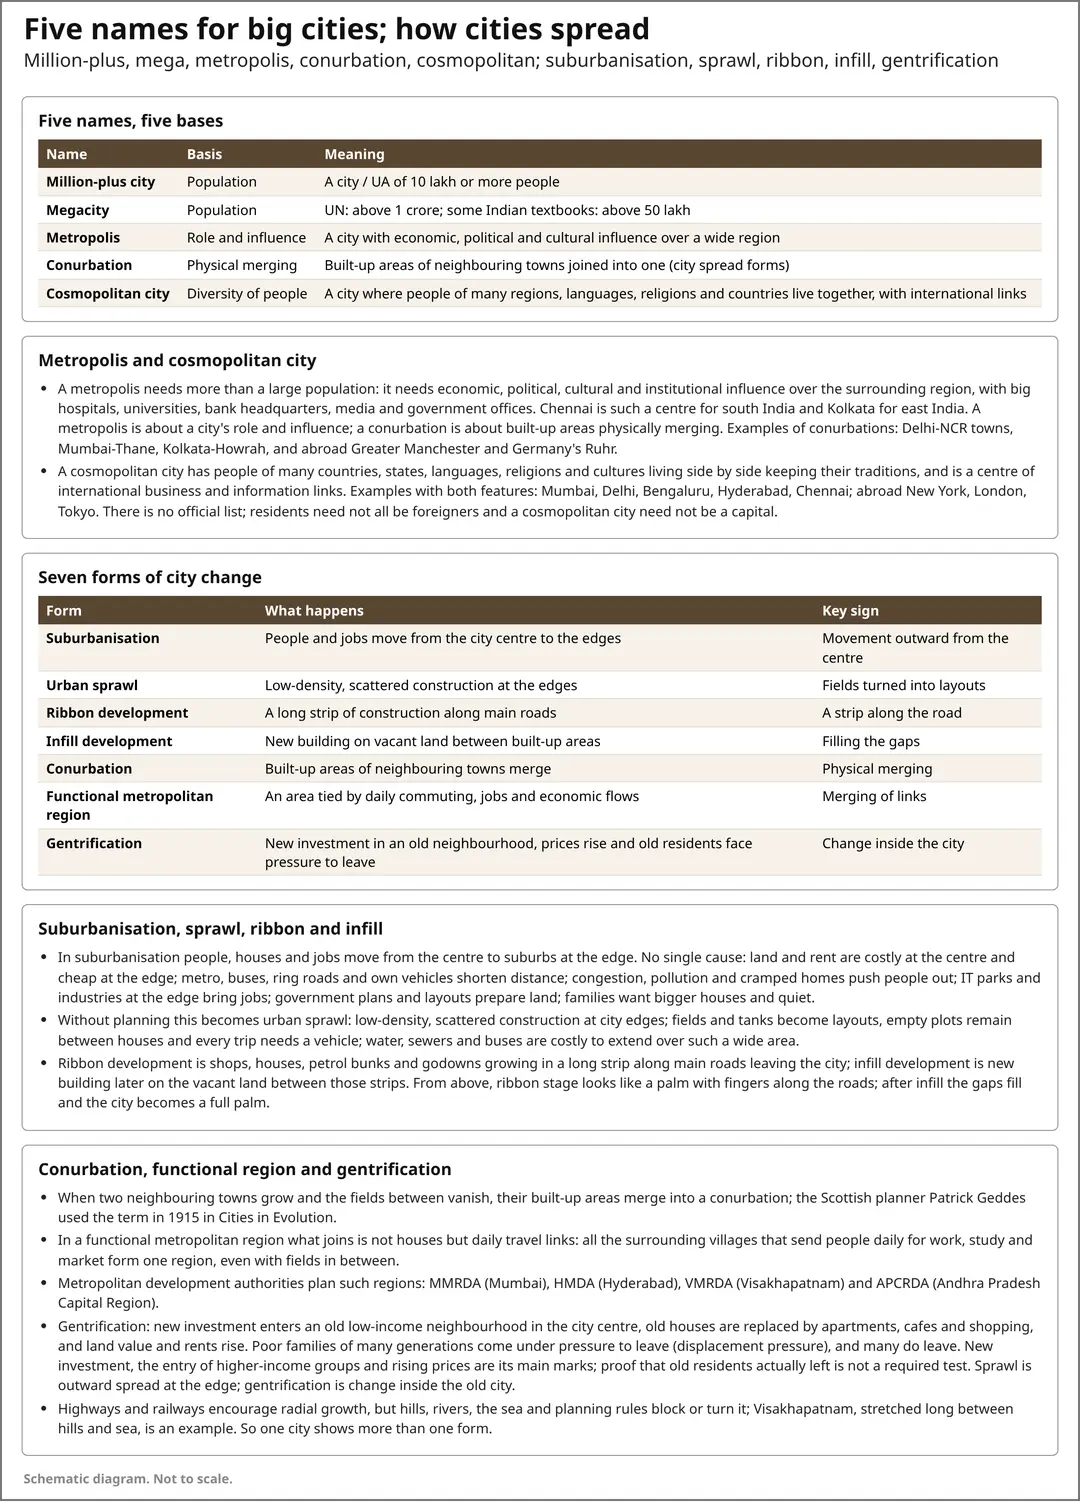 Five names for big cities; how cities spread
Million-plus, mega, metropolis, conurbation, cosmopolitan; suburbanisation, sprawl, ribbon, infill, gentrification
Five names, five bases
Name Basis Meaning
Million-plus city Population A city / UA of 10 lakh or more people
Megacity Population UN: above 1 crore; some Indian textbooks: above 50 lakh
Metropolis Role and influence A city with economic, political and cultural influence over a wide region
Conurbation Physical merging Built-up areas of neighbouring towns joined into one (city spread forms)
Cosmopolitan city Diversity of people A city where people of many regions, languages, religions and countries live together, with international links
Metropolis and cosmopolitan city
• A metropolis needs more than a large population: it needs economic, political, cultural and institutional influence over the surrounding region, with big
hospitals, universities, bank headquarters, media and government offices. Chennai is such a centre for south India and Kolkata for east India. A
metropolis is about a city's role and influence; a conurbation is about built-up areas physically merging. Examples of conurbations: Delhi-NCR towns,
Mumbai-Thane, Kolkata-Howrah, and abroad Greater Manchester and Germany's Ruhr.
• A cosmopolitan city has people of many countries, states, languages, religions and cultures living side by side keeping their traditions, and is a centre of
international business and information links. Examples with both features: Mumbai, Delhi, Bengaluru, Hyderabad, Chennai; abroad New York, London,
Tokyo. There is no official list; residents need not all be foreigners and a cosmopolitan city need not be a capital.
Seven forms of city change
Form What happens Key sign
Suburbanisation People and jobs move from the city centre to the edges Movement outward from the
centre
Urban sprawl Low-density, scattered construction at the edges Fields turned into layouts
Ribbon development A long strip of construction along main roads A strip along the road
Infill development New building on vacant land between built-up areas Filling the gaps
Conurbation Built-up areas of neighbouring towns merge Physical merging
Functional metropolitan An area tied by daily commuting, jobs and economic flows Merging of links
region
Gentrification New investment in an old neighbourhood, prices rise and old residents face Change inside the city
pressure to leave
Suburbanisation, sprawl, ribbon and infill
• In suburbanisation people, houses and jobs move from the centre to suburbs at the edge. No single cause: land and rent are costly at the centre and
cheap at the edge; metro, buses, ring roads and own vehicles shorten distance; congestion, pollution and cramped homes push people out; IT parks and
industries at the edge bring jobs; government plans and layouts prepare land; families want bigger houses and quiet.
• Without planning this becomes urban sprawl: low-density, scattered construction at city edges; fields and tanks become layouts, empty plots remain
between houses and every trip needs a vehicle; water, sewers and buses are costly to extend over such a wide area.
• Ribbon development is shops, houses, petrol bunks and godowns growing in a long strip along main roads leaving the city; infill development is new
building later on the vacant land between those strips. From above, ribbon stage looks like a palm with fingers along the roads; after infill the gaps fill
and the city becomes a full palm.
Conurbation, functional region and gentrification
• When two neighbouring towns grow and the fields between vanish, their built-up areas merge into a conurbation; the Scottish planner Patrick Geddes
used the term in 1915 in Cities in Evolution.
• In a functional metropolitan region what joins is not houses but daily travel links: all the surrounding villages that send people daily for work, study and
market form one region, even with fields in between.
• Metropolitan development authorities plan such regions: MMRDA (Mumbai), HMDA (Hyderabad), VMRDA (Visakhapatnam) and APCRDA (Andhra Pradesh
Capital Region).
• Gentrification: new investment enters an old low-income neighbourhood in the city centre, old houses are replaced by apartments, cafes and shopping,
and land value and rents rise. Poor families of many generations come under pressure to leave (displacement pressure), and many do leave. New
investment, the entry of higher-income groups and rising prices are its main marks; proof that old residents actually left is not a required test. Sprawl is
outward spread at the edge; gentrification is change inside the old city.
• Highways and railways encourage radial growth, but hills, rivers, the sea and planning rules block or turn it; Visakhapatnam, stretched long between
hills and sea, is an example. So one city shows more than one form.
Schematic diagram. Not to scale.